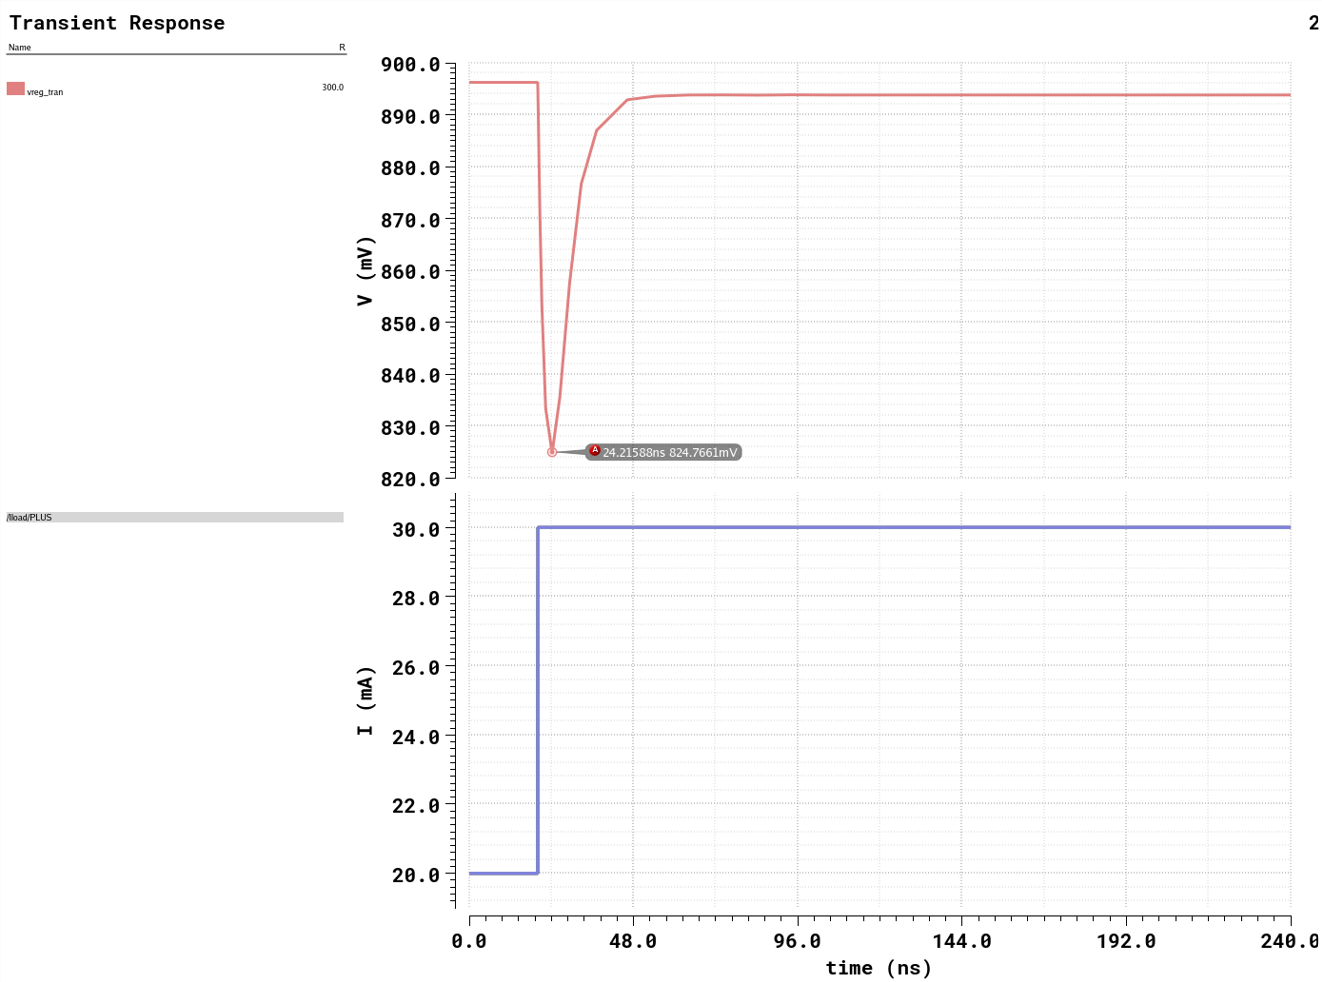 Transient Response
2
Name R
vreg_tran 300.0
900.0
890.0
880.0
870.0
860.0
850.0
840.0
830.0
820.0
V (mV)
A 24.21588ns 824.7661mV
/Iload/PLUS
30.0
28.0
26.0
24.0
22.0
20.0
I (mA)
0.0 48.0 96.0 144.0 192.0 240.0
time (ns)